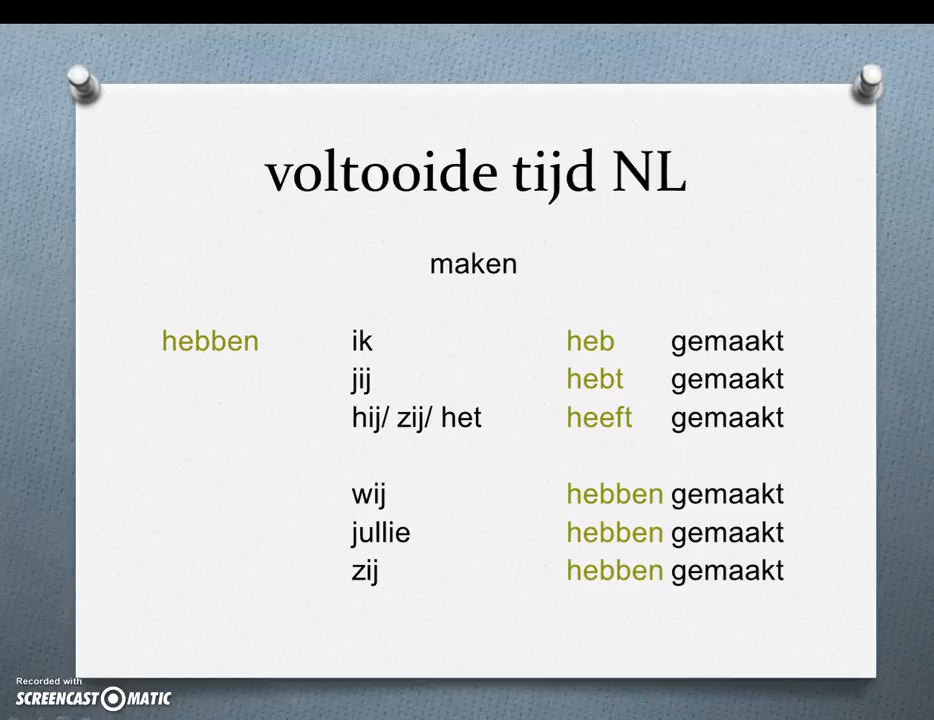 voltooide tijd NL
maken
hebben ik heb gemaakt
jij hebt gemaakt
hij/ zij/ het heeft gemaakt
wij hebben gemaakt
jullie hebben gemaakt
zij hebben gemaakt
Recorded with
SCREENCAST MATIC